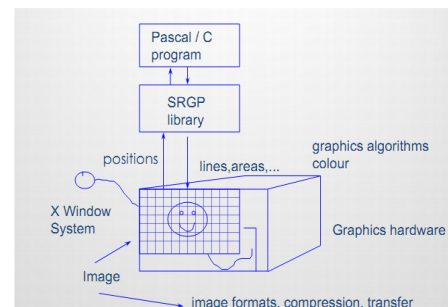 Pascal / C
program
SRGP
library
positions
lines,areas,...
graphics algorithms
colour
X Window
System
Graphics hardware
Image
image formats, compression, transfer